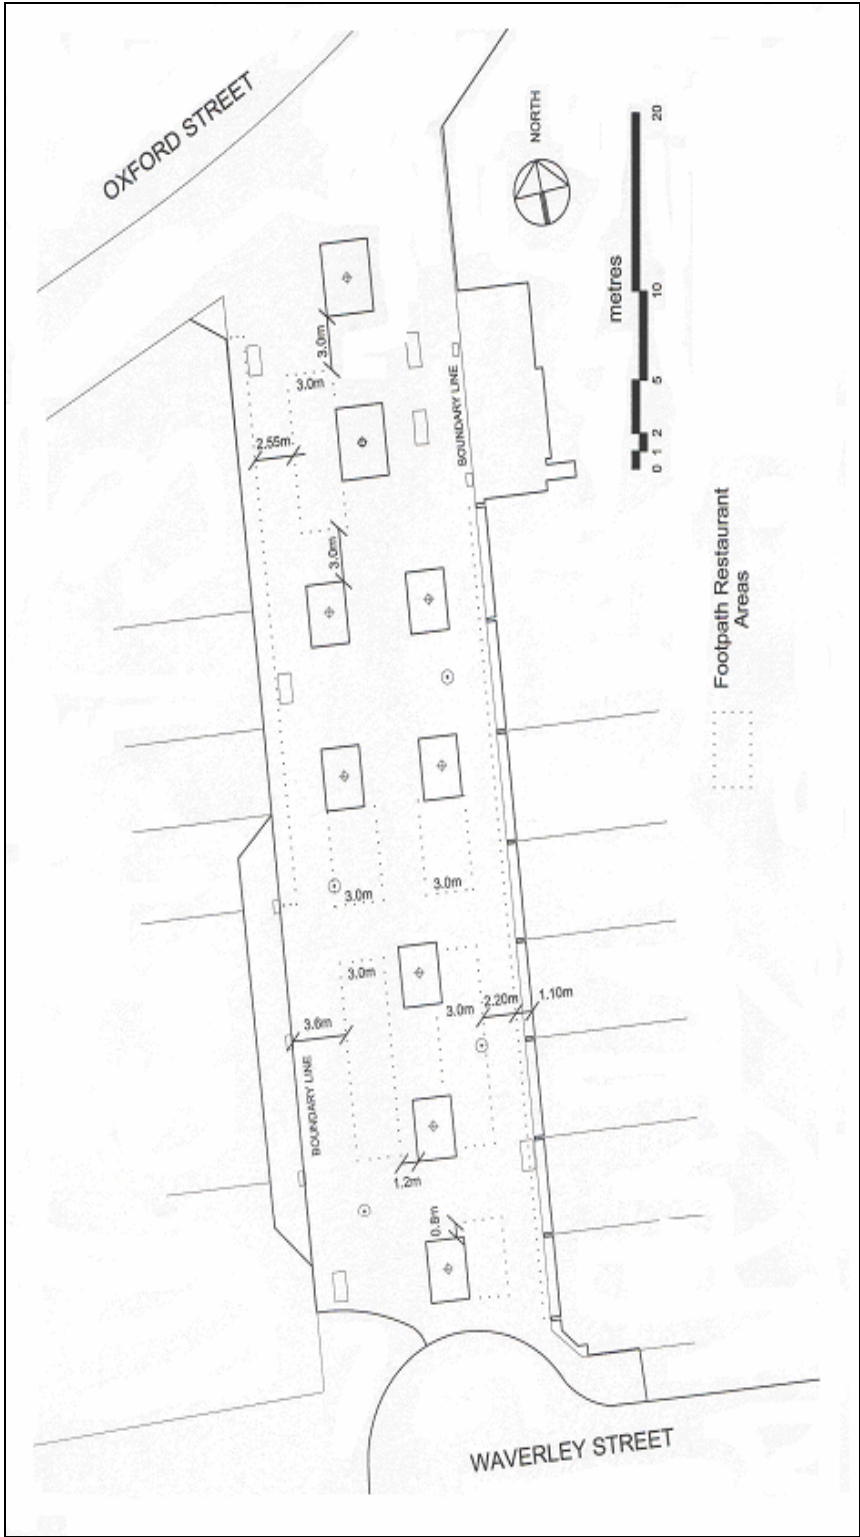 OXFORD STREET
NORTH
metres
0 1 2 5 10 20
3.0m
3.0m
2.55m
BOUNDARY LINE
3.0m
Footpath Restaurant
Areas
3.0m
3.0m
3.0m
3.0m
2.20m
1.10m
3.6m
BOUNDARY LINE
1.2m
0.8m
WAVERLEY STREET